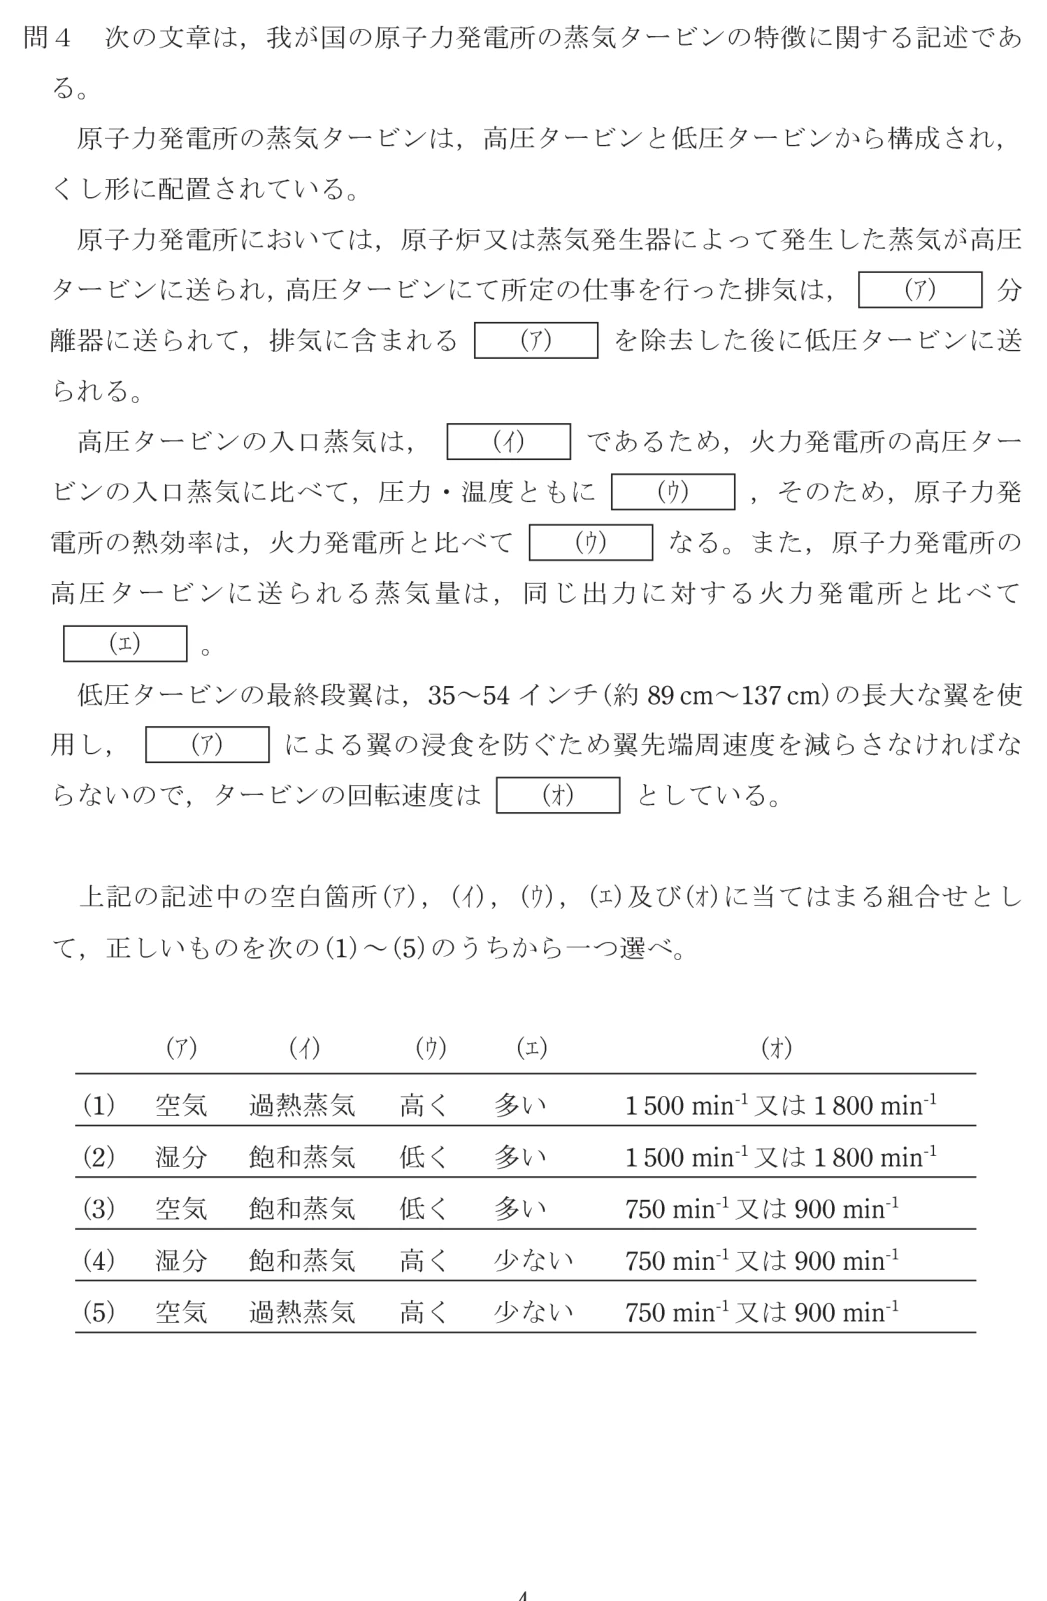 問4 次の文章は，我が国の原子力発電所の蒸気タービンの特徴に関する記述であ
る。
原子力発電所の蒸気タービンは，高圧タービンと低圧タービンから構成され，
くし形に配置されている。
原子力発電所においては，原子炉又は蒸気発生器によって発生した蒸気が高圧
タービンに送られ，高圧タービンにて所定の仕事を行った排気は， (ア) 分
離器に送られて，排気に含まれる (ア) を除去した後に低圧タービンに送
られる。
高圧タービンの入口蒸気は， (イ) であるため，火力発電所の高圧ター
ビンの入口蒸気に比べて，圧力・温度ともに (ウ) ，そのため，原子力発
電所の熱効率は，火力発電所と比べて (ウ) なる。また，原子力発電所の
高圧タービンに送られる蒸気量は，同じ出力に対する火力発電所と比べて
(エ) 。
低圧タービンの最終段翼は，35～54 インチ(約 89 cm～137 cm)の長大な翼を使
用し， (ア) による翼の浸食を防ぐため翼先端周速度を減らさなければな
らないので，タービンの回転速度は (オ) としている。
上記の記述中の空白箇所(ア)，(イ)，(ウ)，(エ)及び(オ)に当てはまる組合せとし
て，正しいものを次の(1)～(5)のうちから一つ選べ。
(ア) (イ) (ウ) (エ) (オ)
(1) 空気 過熱蒸気 高く 多い 1 500 min⁻¹ 又は 1 800 min⁻¹
(2) 湿分 飽和蒸気 低く 多い 1 500 min⁻¹ 又は 1 800 min⁻¹
(3) 空気 飽和蒸気 低く 多い 750 min⁻¹ 又は 900 min⁻¹
(4) 湿分 飽和蒸気 高く 少ない 750 min⁻¹ 又は 900 min⁻¹
(5) 空気 過熱蒸気 高く 少ない 750 min⁻¹ 又は 900 min⁻¹
4